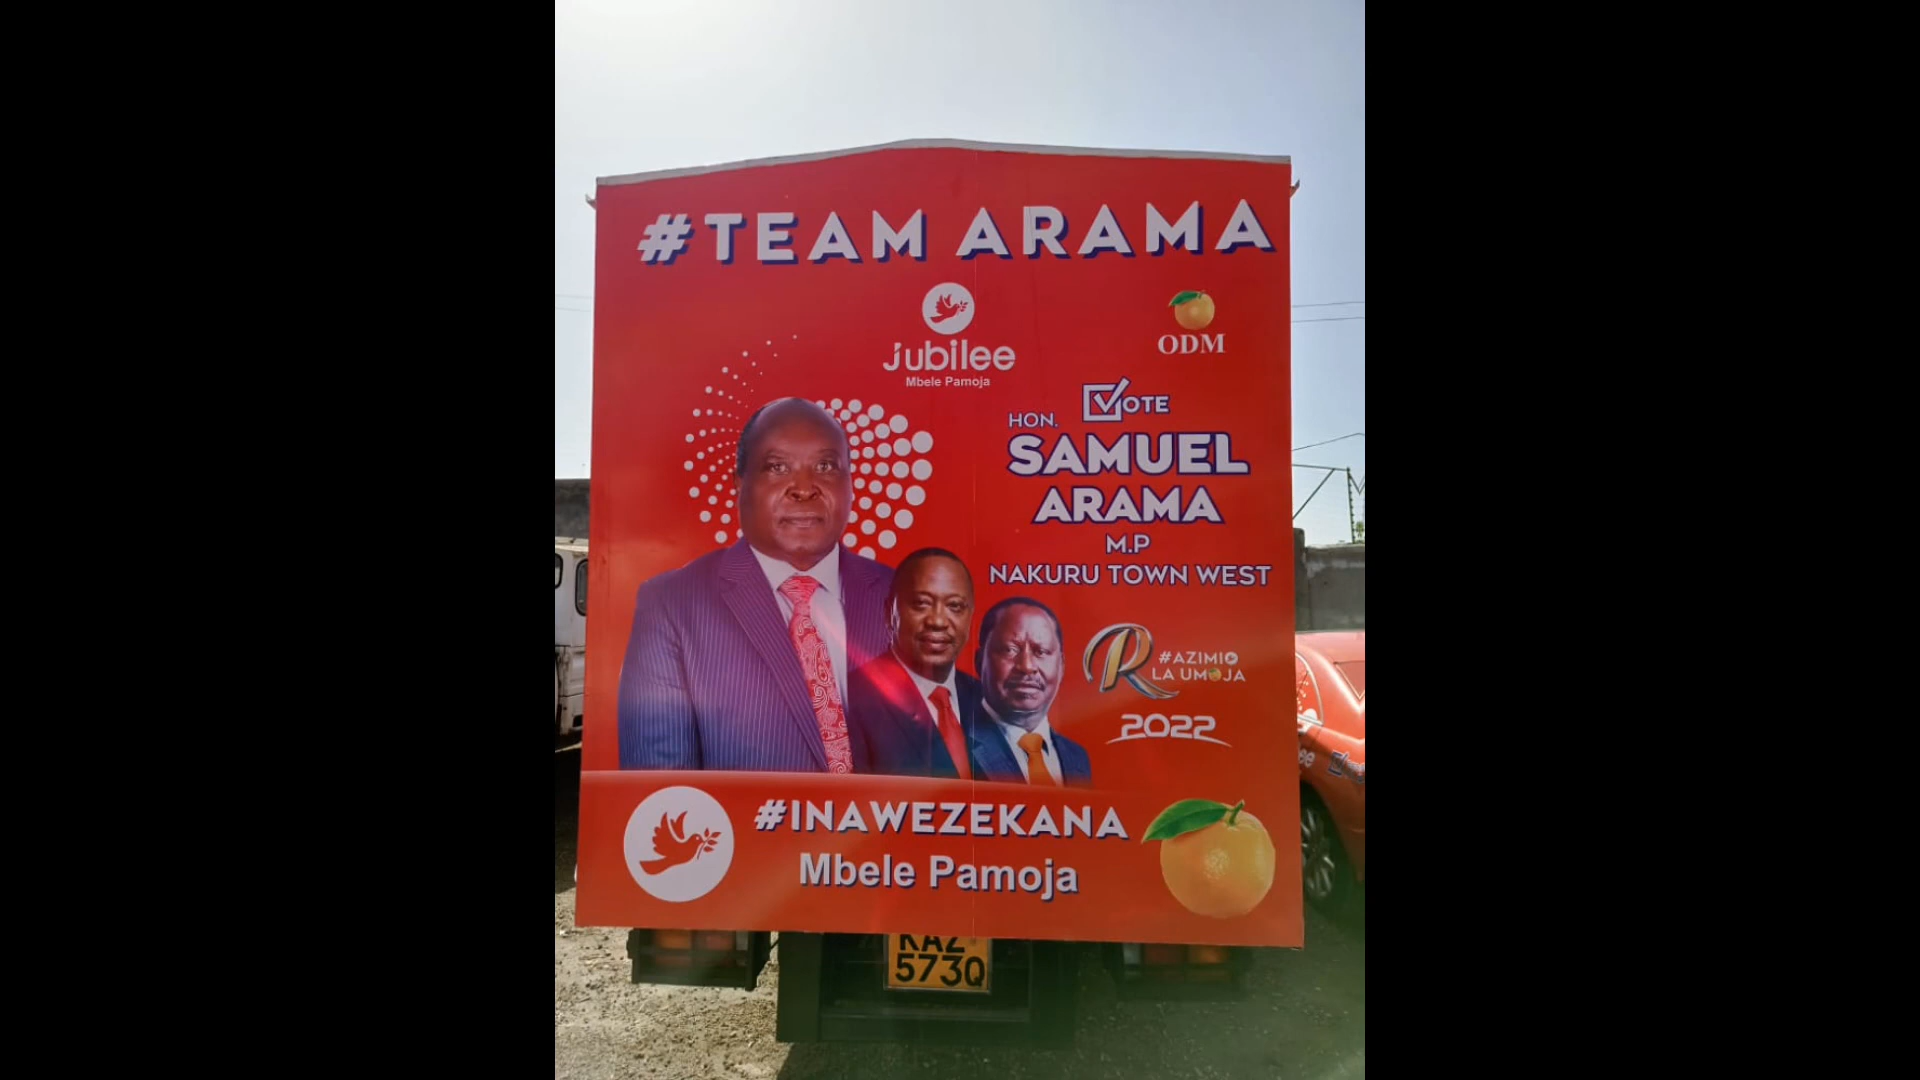 #TEAM ARAMA
Jubilee
Mbele Pamoja
ODM
VOTE
HON.
SAMUEL
ARAMA
M.P
NAKURU TOWN WEST
R
#AZIMIO
LA UMOJA
2022
#INAWEZEKANA
Mbele Pamoja
KAZ
573Q